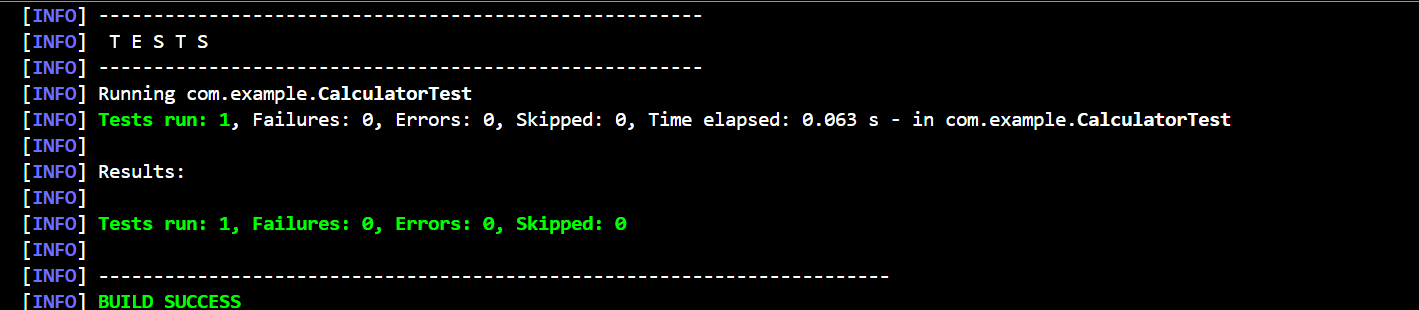 [INFO] -------------------------------------------------------
[INFO]  T E S T S
[INFO] -------------------------------------------------------
[INFO] Running com.example.CalculatorTest
[INFO] Tests run: 1, Failures: 0, Errors: 0, Skipped: 0, Time elapsed: 0.063 s - in com.example.CalculatorTest
[INFO]
[INFO] Results:
[INFO]
[INFO] Tests run: 1, Failures: 0, Errors: 0, Skipped: 0
[INFO]
[INFO] ------------------------------------------------------------------------
[INFO] BUILD SUCCESS